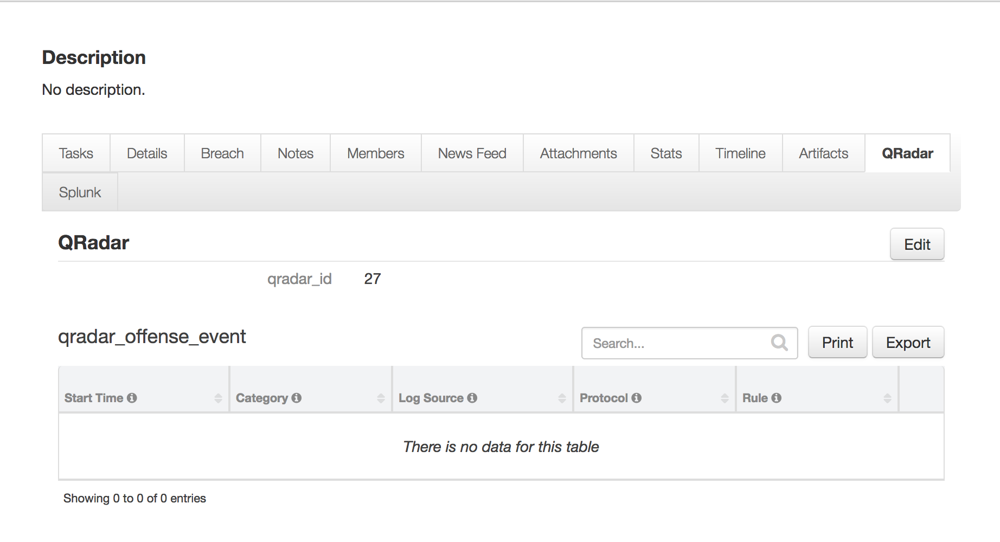 Description
No description.
Tasks Details Breach Notes Members News Feed Attachments Stats Timeline Artifacts QRadar
Splunk
QRadar Edit
qradar_id 27
qradar_offense_event Search... Print Export
Start Time Category Log Source Protocol Rule
There is no data for this table
Showing 0 to 0 of 0 entries